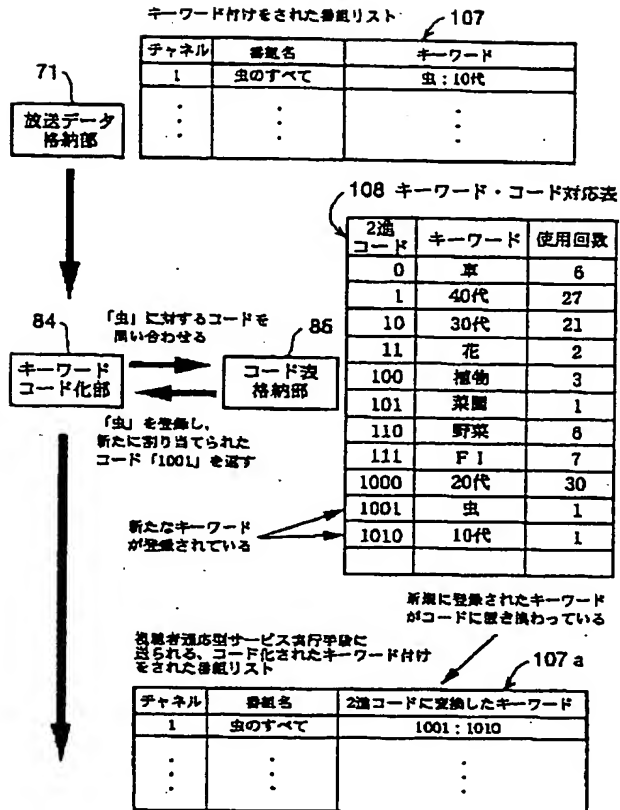 キーワード付けをされた番組リスト
107
チャネル 番組名 キーワード
1 虫のすべて 虫：10代
71
放送データ
格納部
108 キーワード・コード対応表
2進
コード キーワード 使用回数
0 車 6
1 40代 27
10 30代 21
11 花 2
100 植物 3
101 菜園 1
110 野菜 6
111 FI 7
1000 20代 30
1001 虫 1
1010 10代 1
84
キーワード
コード化部
「虫」に対するコードを
問い合わせる
85
コード表
格納部
「虫」を登録し、
新たに割り当てられた
コード「1001」を返す
新たなキーワード
が登録されている
新規に登録されたキーワード
がコードに置き換わっている
視聴者適応型サービス実行手段に
送られる、コード化されたキーワード付け
をされた番組リスト
107a
チャネル 番組名 2進コードに変換したキーワード
1 虫のすべて 1001：1010